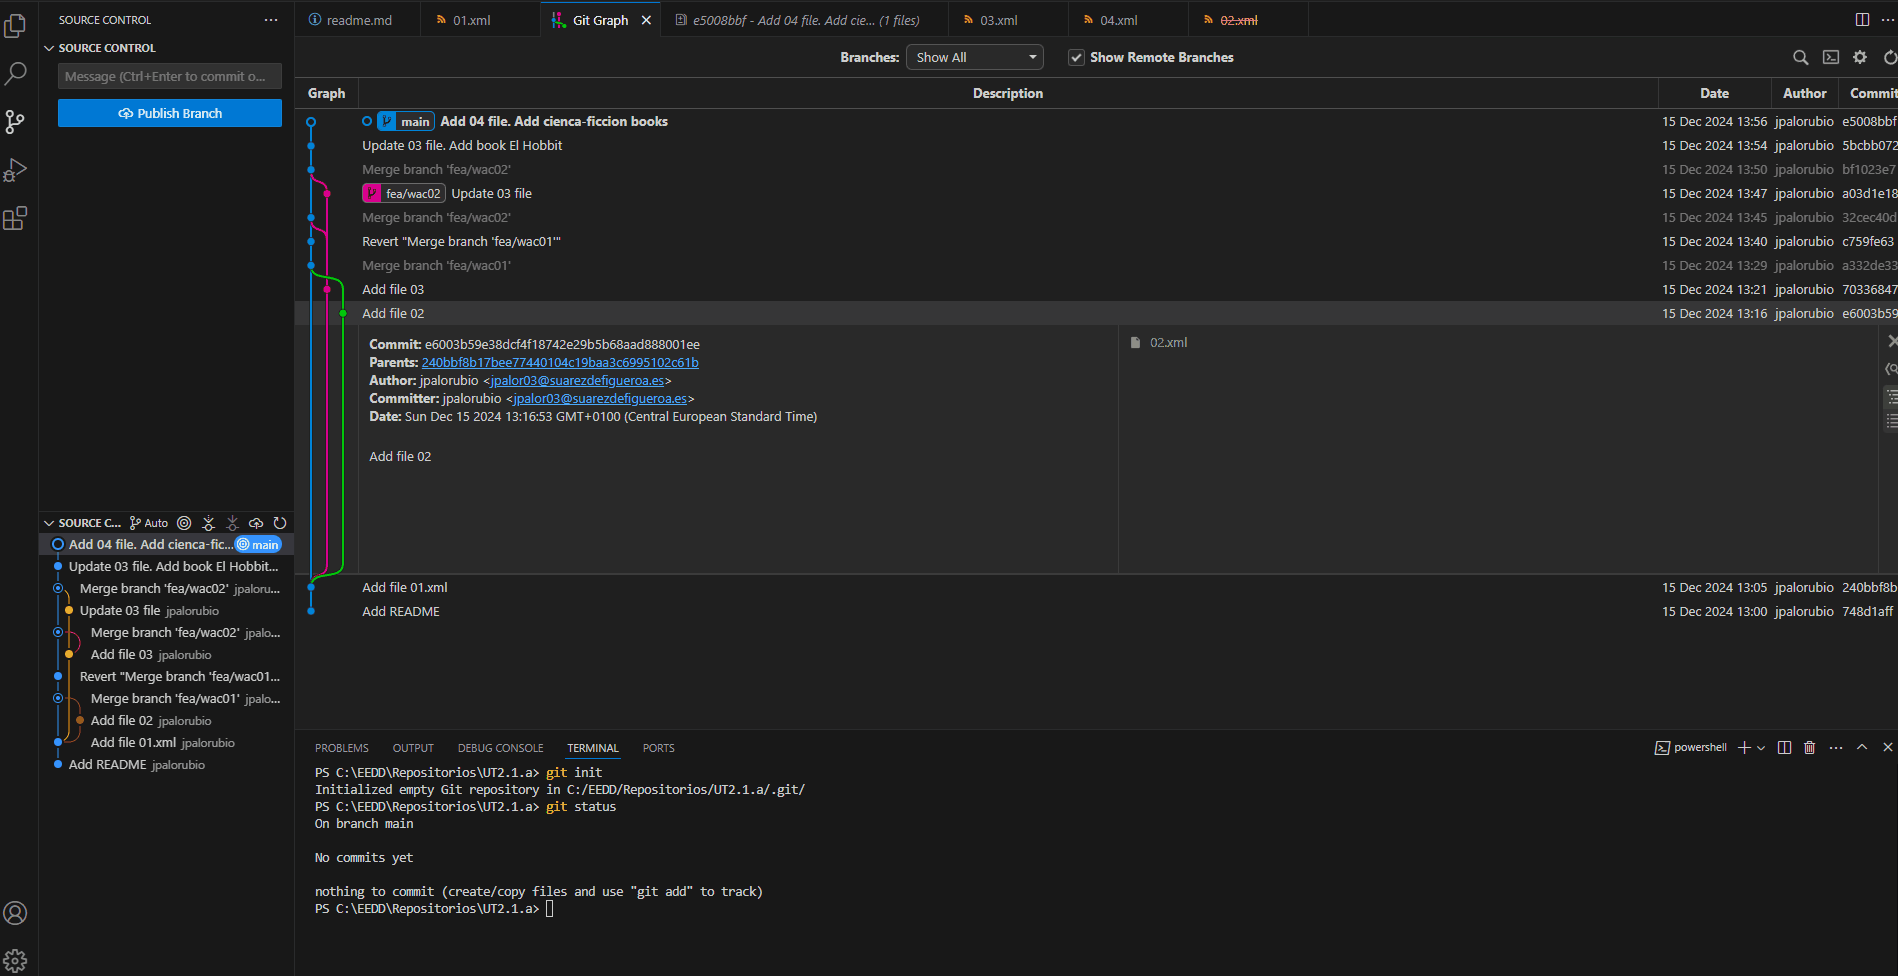 SOURCE CONTROL
SOURCE CONTROL
Message (Ctrl+Enter to commit o...
Publish Branch
SOURCE C... Auto
Add 04 file. Add cienca-fic... main
Update 03 file. Add book El Hobbit...
Merge branch 'fea/wac02' jpaloru...
Update 03 file jpalorubio
Merge branch 'fea/wac02' jpalo...
Add file 03 jpalorubio
Revert "Merge branch 'fea/wac01...
Merge branch 'fea/wac01' jpalo...
Add file 02 jpalorubio
Add file 01.xml jpalorubio
Add README jpalorubio
readme.md 01.xml Git Graph e5008bbf - Add 04 file. Add cie... (1 files) 03.xml 04.xml 02.xml
Branches: Show All Show Remote Branches
Graph Description Date Author Commit
main Add 04 file. Add cienca-ficcion books 15 Dec 2024 13:56 jpalorubio e5008bbf
Update 03 file. Add book El Hobbit 15 Dec 2024 13:54 jpalorubio 5bcbb072
Merge branch 'fea/wac02' 15 Dec 2024 13:50 jpalorubio bf1023e7
fea/wac02 Update 03 file 15 Dec 2024 13:47 jpalorubio a03d1e18
Merge branch 'fea/wac02' 15 Dec 2024 13:45 jpalorubio 32cec40d
Revert "Merge branch 'fea/wac01'" 15 Dec 2024 13:40 jpalorubio c759fe63
Merge branch 'fea/wac01' 15 Dec 2024 13:29 jpalorubio a332de33
Add file 03 15 Dec 2024 13:21 jpalorubio 70336847
Add file 02 15 Dec 2024 13:16 jpalorubio e6003b59
Commit: e6003b59e38dcf4f18742e29b5b68aad888001ee
Parents: 240bbf8b17bee77440104c19baa3c6995102c61b
Author: jpalorubio <jpalor03@suarezdefigueroa.es>
Committer: jpalorubio <jpalor03@suarezdefigueroa.es>
Date: Sun Dec 15 2024 13:16:53 GMT+0100 (Central European Standard Time)
Add file 02
02.xml
Add file 01.xml 15 Dec 2024 13:05 jpalorubio 240bbf8b
Add README 15 Dec 2024 13:00 jpalorubio 748d1aff
PROBLEMS OUTPUT DEBUG CONSOLE TERMINAL PORTS powershell
PS C:\EEDD\Repositorios\UT2.1.a> git init
Initialized empty Git repository in C:/EEDD/Repositorios/UT2.1.a/.git/
PS C:\EEDD\Repositorios\UT2.1.a> git status
On branch main
No commits yet
nothing to commit (create/copy files and use "git add" to track)
PS C:\EEDD\Repositorios\UT2.1.a>